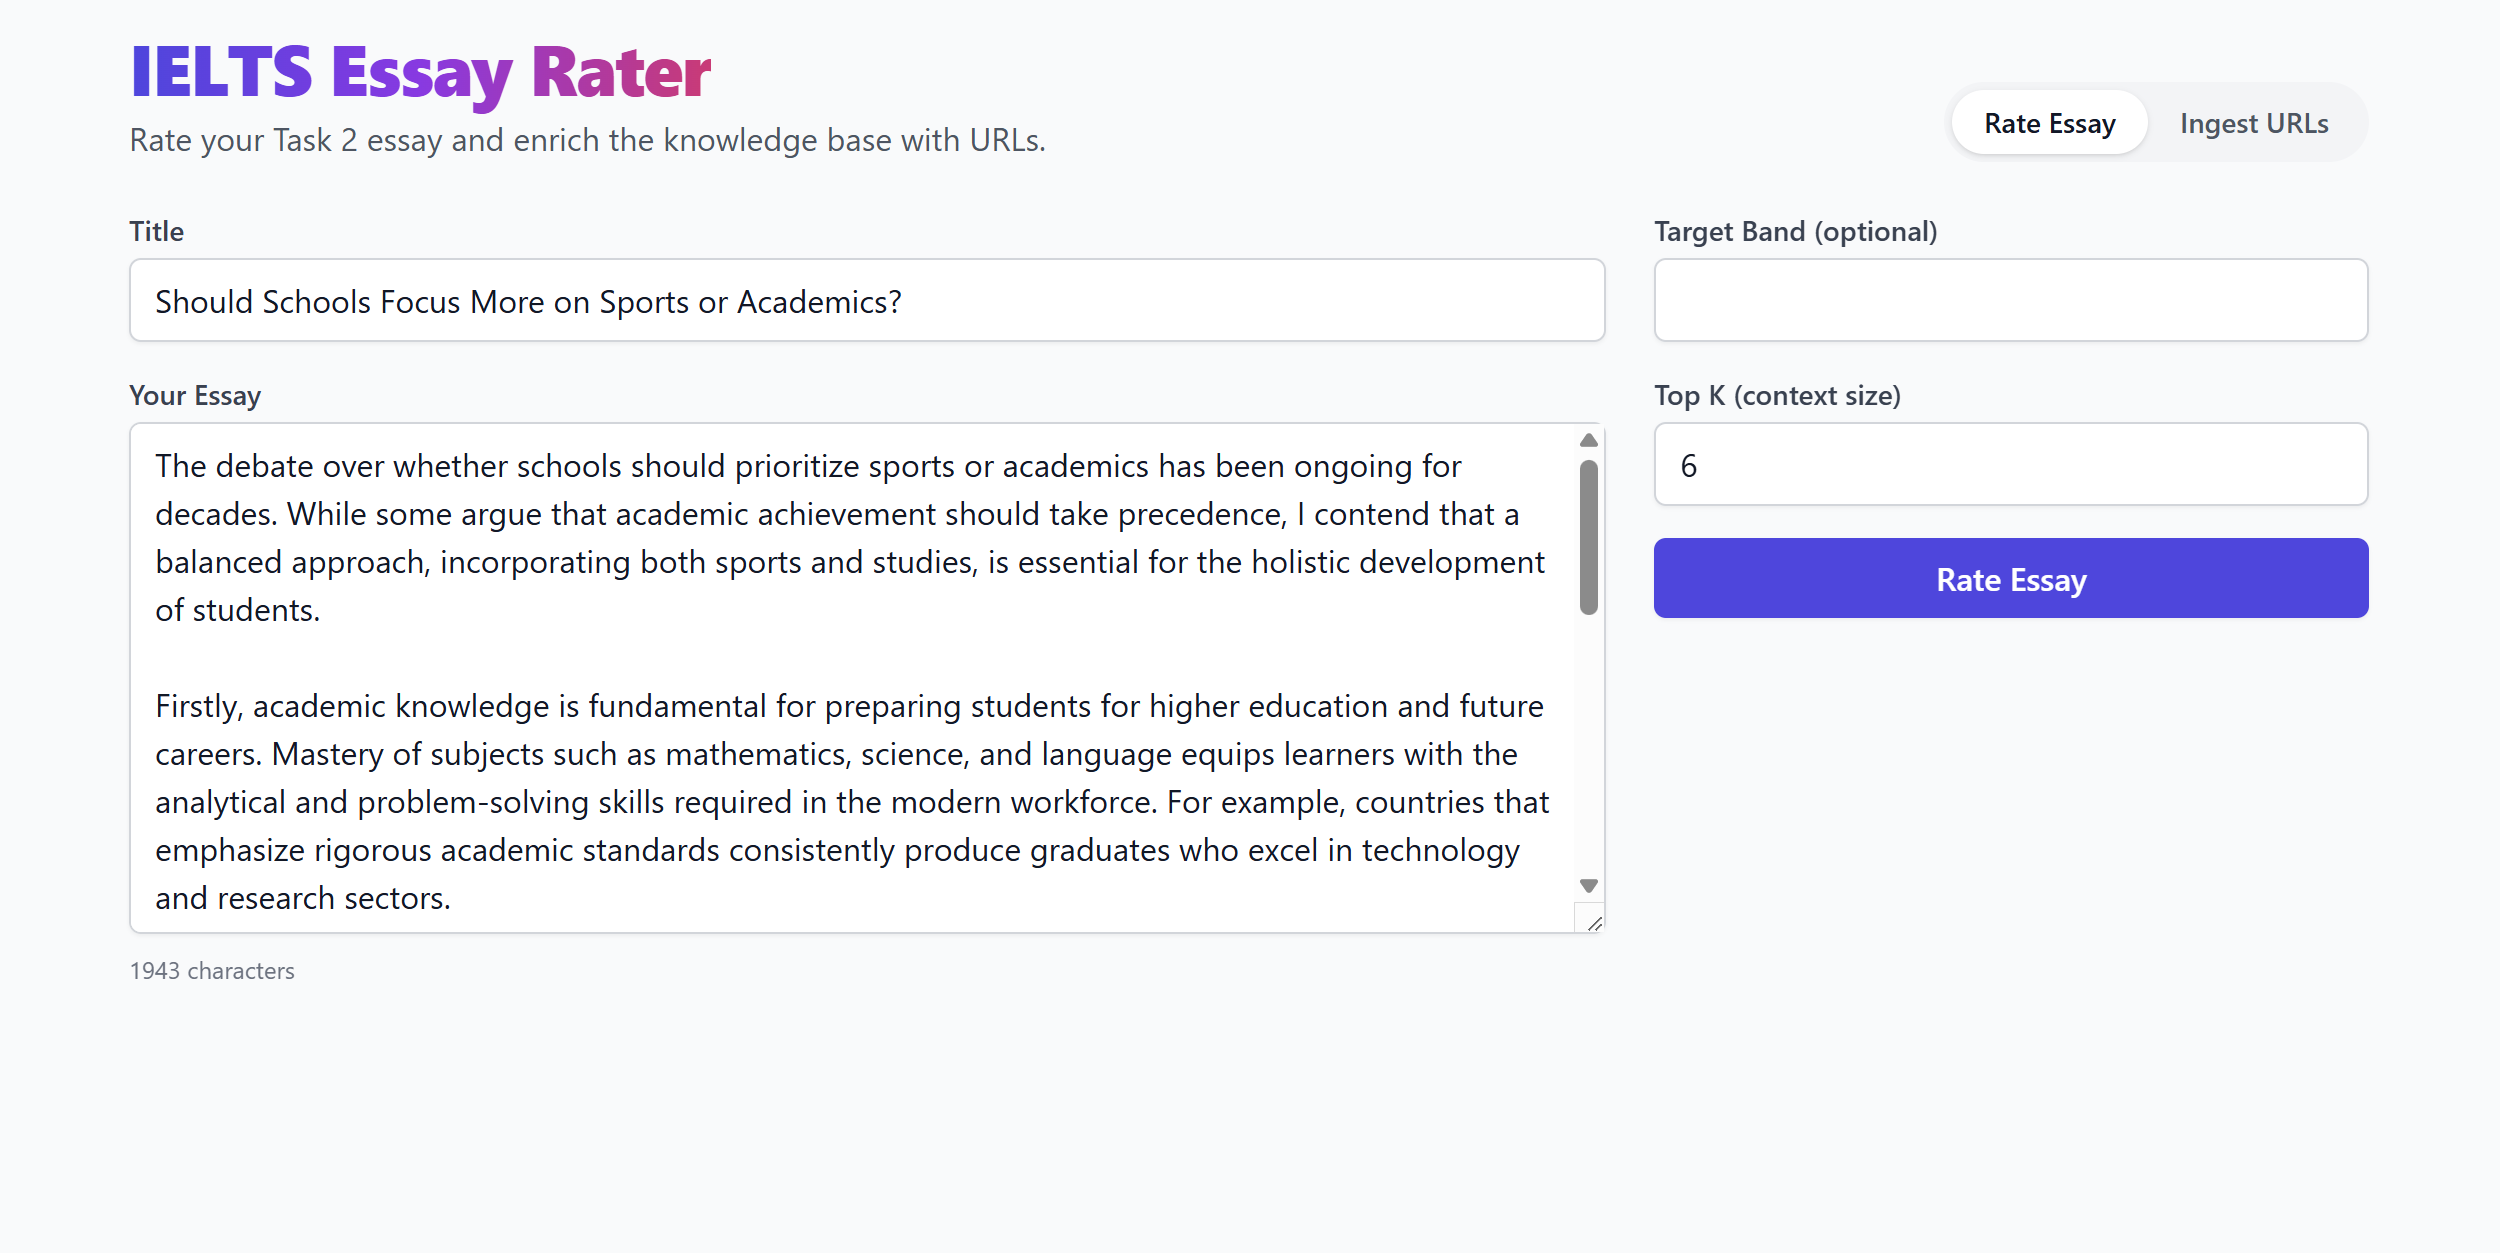 IELTS Essay Rater
Rate your Task 2 essay and enrich the knowledge base with URLs.
Rate Essay
Ingest URLs
Title
Should Schools Focus More on Sports or Academics?
Target Band (optional)
Your Essay
The debate over whether schools should prioritize sports or academics has been ongoing for
decades. While some argue that academic achievement should take precedence, I contend that a
balanced approach, incorporating both sports and studies, is essential for the holistic development
of students.
Firstly, academic knowledge is fundamental for preparing students for higher education and future
careers. Mastery of subjects such as mathematics, science, and language equips learners with the
analytical and problem-solving skills required in the modern workforce. For example, countries that
emphasize rigorous academic standards consistently produce graduates who excel in technology
and research sectors.
1943 characters
Top K (context size)
6
Rate Essay